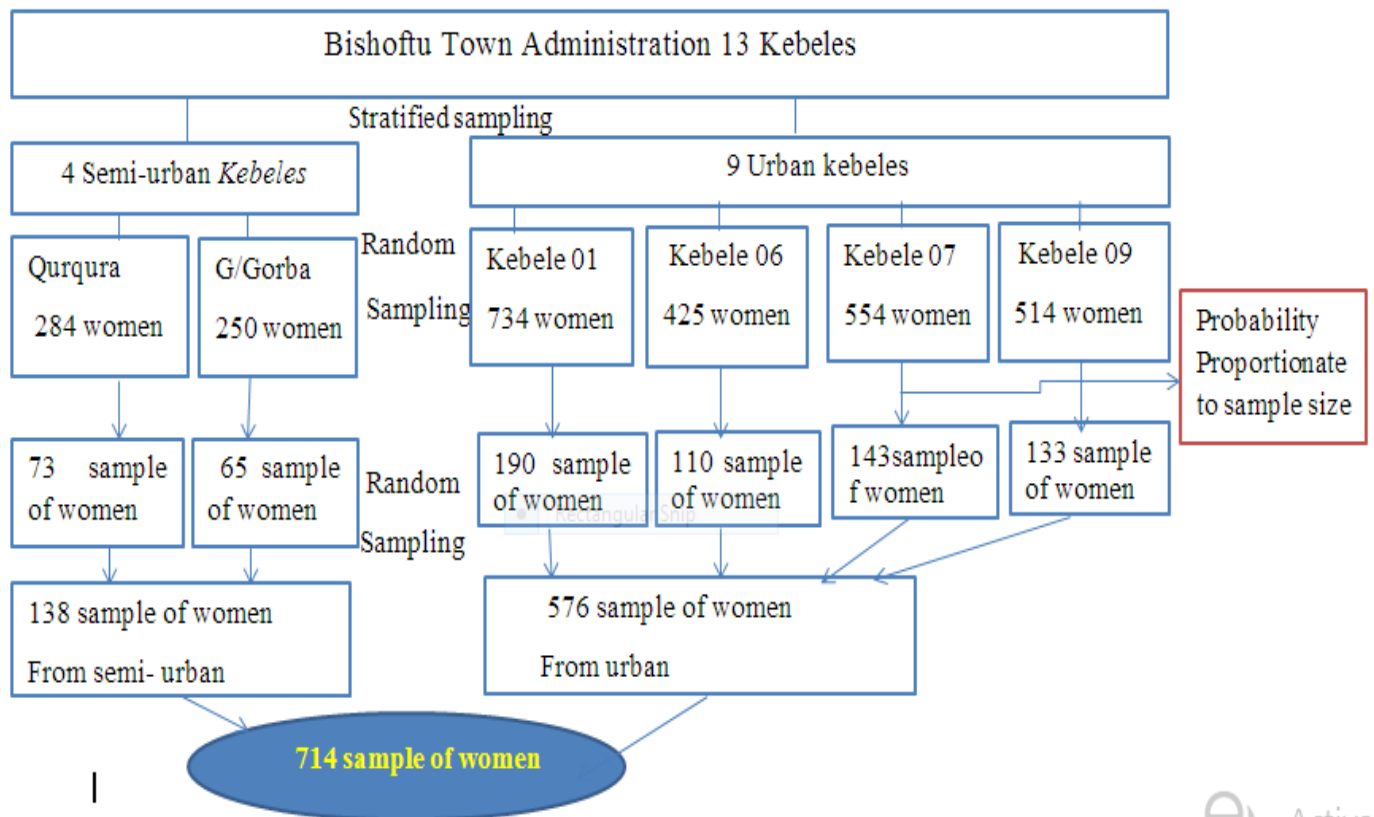 Bishoftu Town Administration 13 Kebeles
Stratified sampling
4 Semi-urban Kebeles
9 Urban kebeles
Qurqura
284 women
G/Gorba
250 women
Random
Sampling
Kebele 01
734 women
Kebele 06
425 women
Kebele 07
554 women
Kebele 09
514 women
Probability
Proportionate
to sample size
73 sample
of women
65 sample
of women
Random
Sampling
190 sample
of women
110 sample
of women
143sampleo
f women
133 sample
of women
Rectangular Snip
138 sample of women
From semi- urban
576 sample of women
From urban
714 sample of women